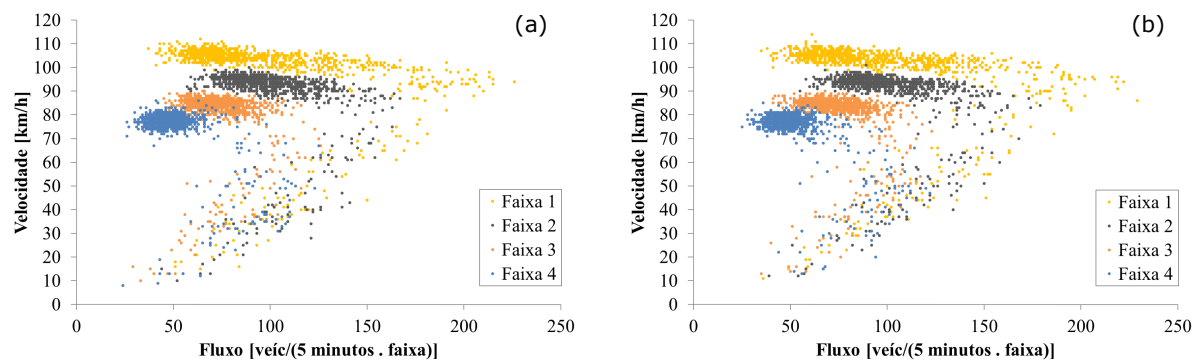 (a)
Velocidade [km/h]
120
110
100
90
80
70
60
50
40
30
20
10
0
0 50 100 150 200 250
Fluxo [veíc/(5 minutos . faixa)]
Faixa 1
Faixa 2
Faixa 3
Faixa 4
(b)
Velocidade [km/h]
120
110
100
90
80
70
60
50
40
30
20
10
0
0 50 100 150 200 250
Fluxo [veíc/(5 minutos . faixa)]
Faixa 1
Faixa 2
Faixa 3
Faixa 4